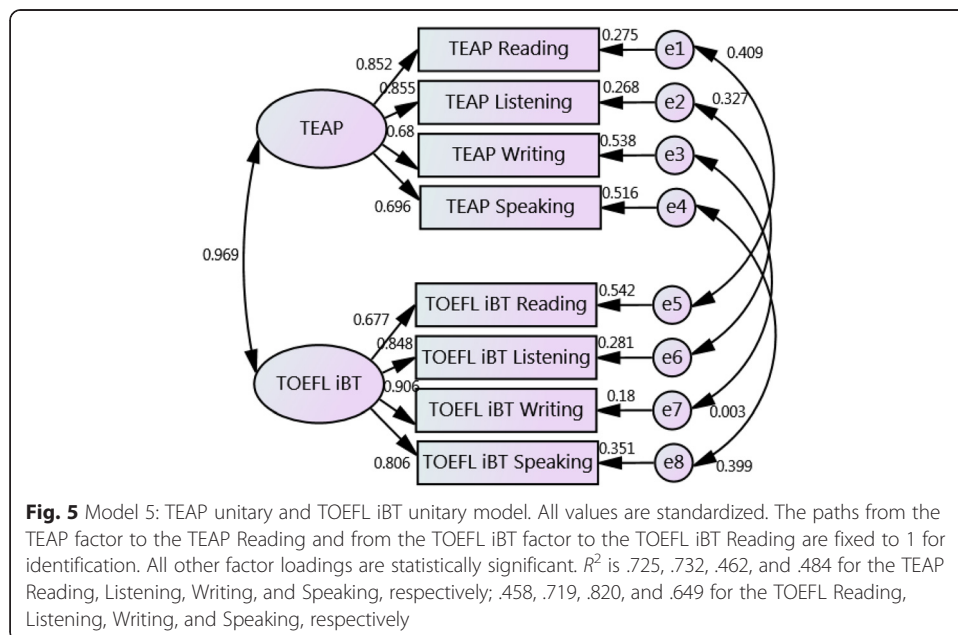 TEAP Reading
0.275
e1
0.409
0.852
0.855
TEAP Listening
0.268
e2
0.327
TEAP
0.68
TEAP Writing
0.538
e3
0.696
TEAP Speaking
0.516
e4
0.969
TOEFL iBT Reading
0.542
e5
0.677
0.848
TOEFL iBT Listening
0.281
e6
TOEFL iBT
0.906
TOEFL iBT Writing
0.18
e7
0.003
0.806
TOEFL iBT Speaking
0.351
e8
0.399
Fig. 5 Model 5: TEAP unitary and TOEFL iBT unitary model. All values are standardized. The paths from the
TEAP factor to the TEAP Reading and from the TOEFL iBT factor to the TOEFL iBT Reading are fixed to 1 for
identification. All other factor loadings are statistically significant. R² is .725, .732, .462, and .484 for the TEAP
Reading, Listening, Writing, and Speaking, respectively; .458, .719, .820, and .649 for the TOEFL Reading,
Listening, Writing, and Speaking, respectively